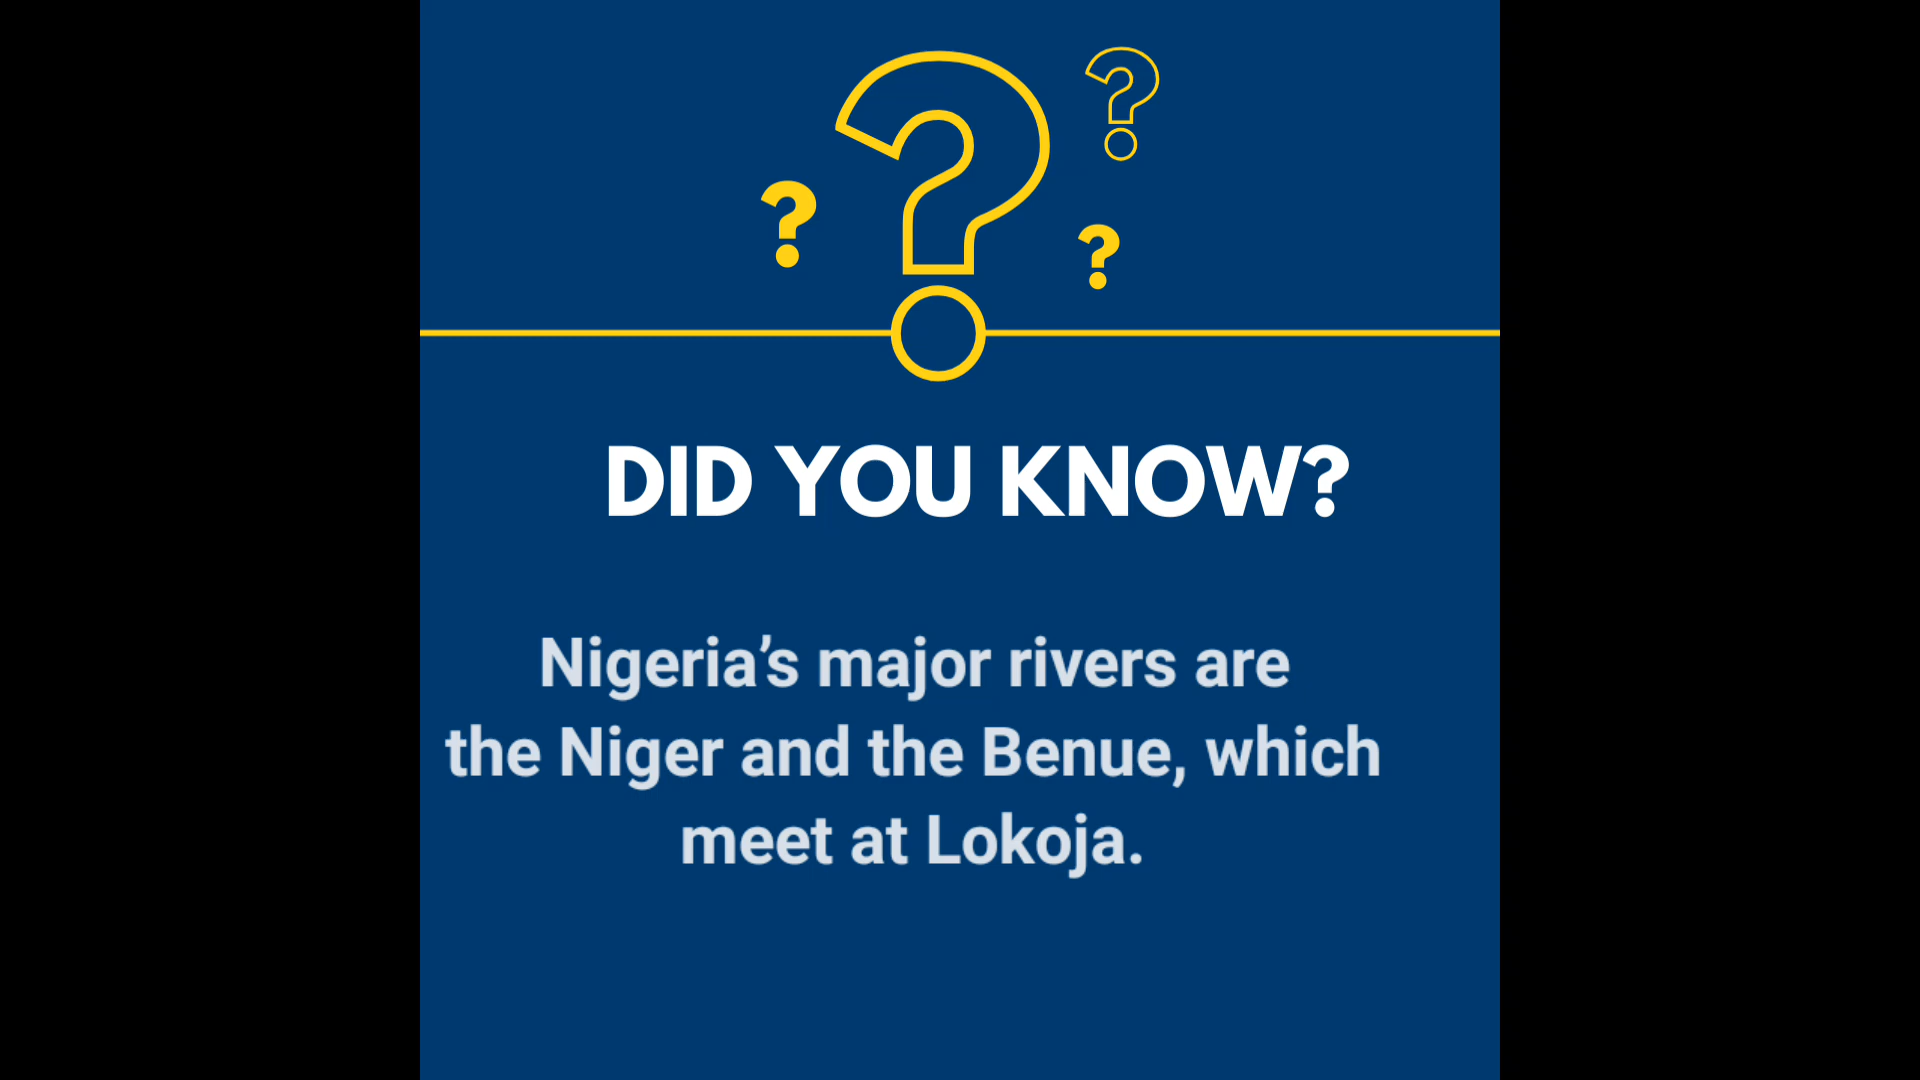 DID YOU KNOW?
Nigeria’s major rivers are
the Niger and the Benue, which
meet at Lokoja.